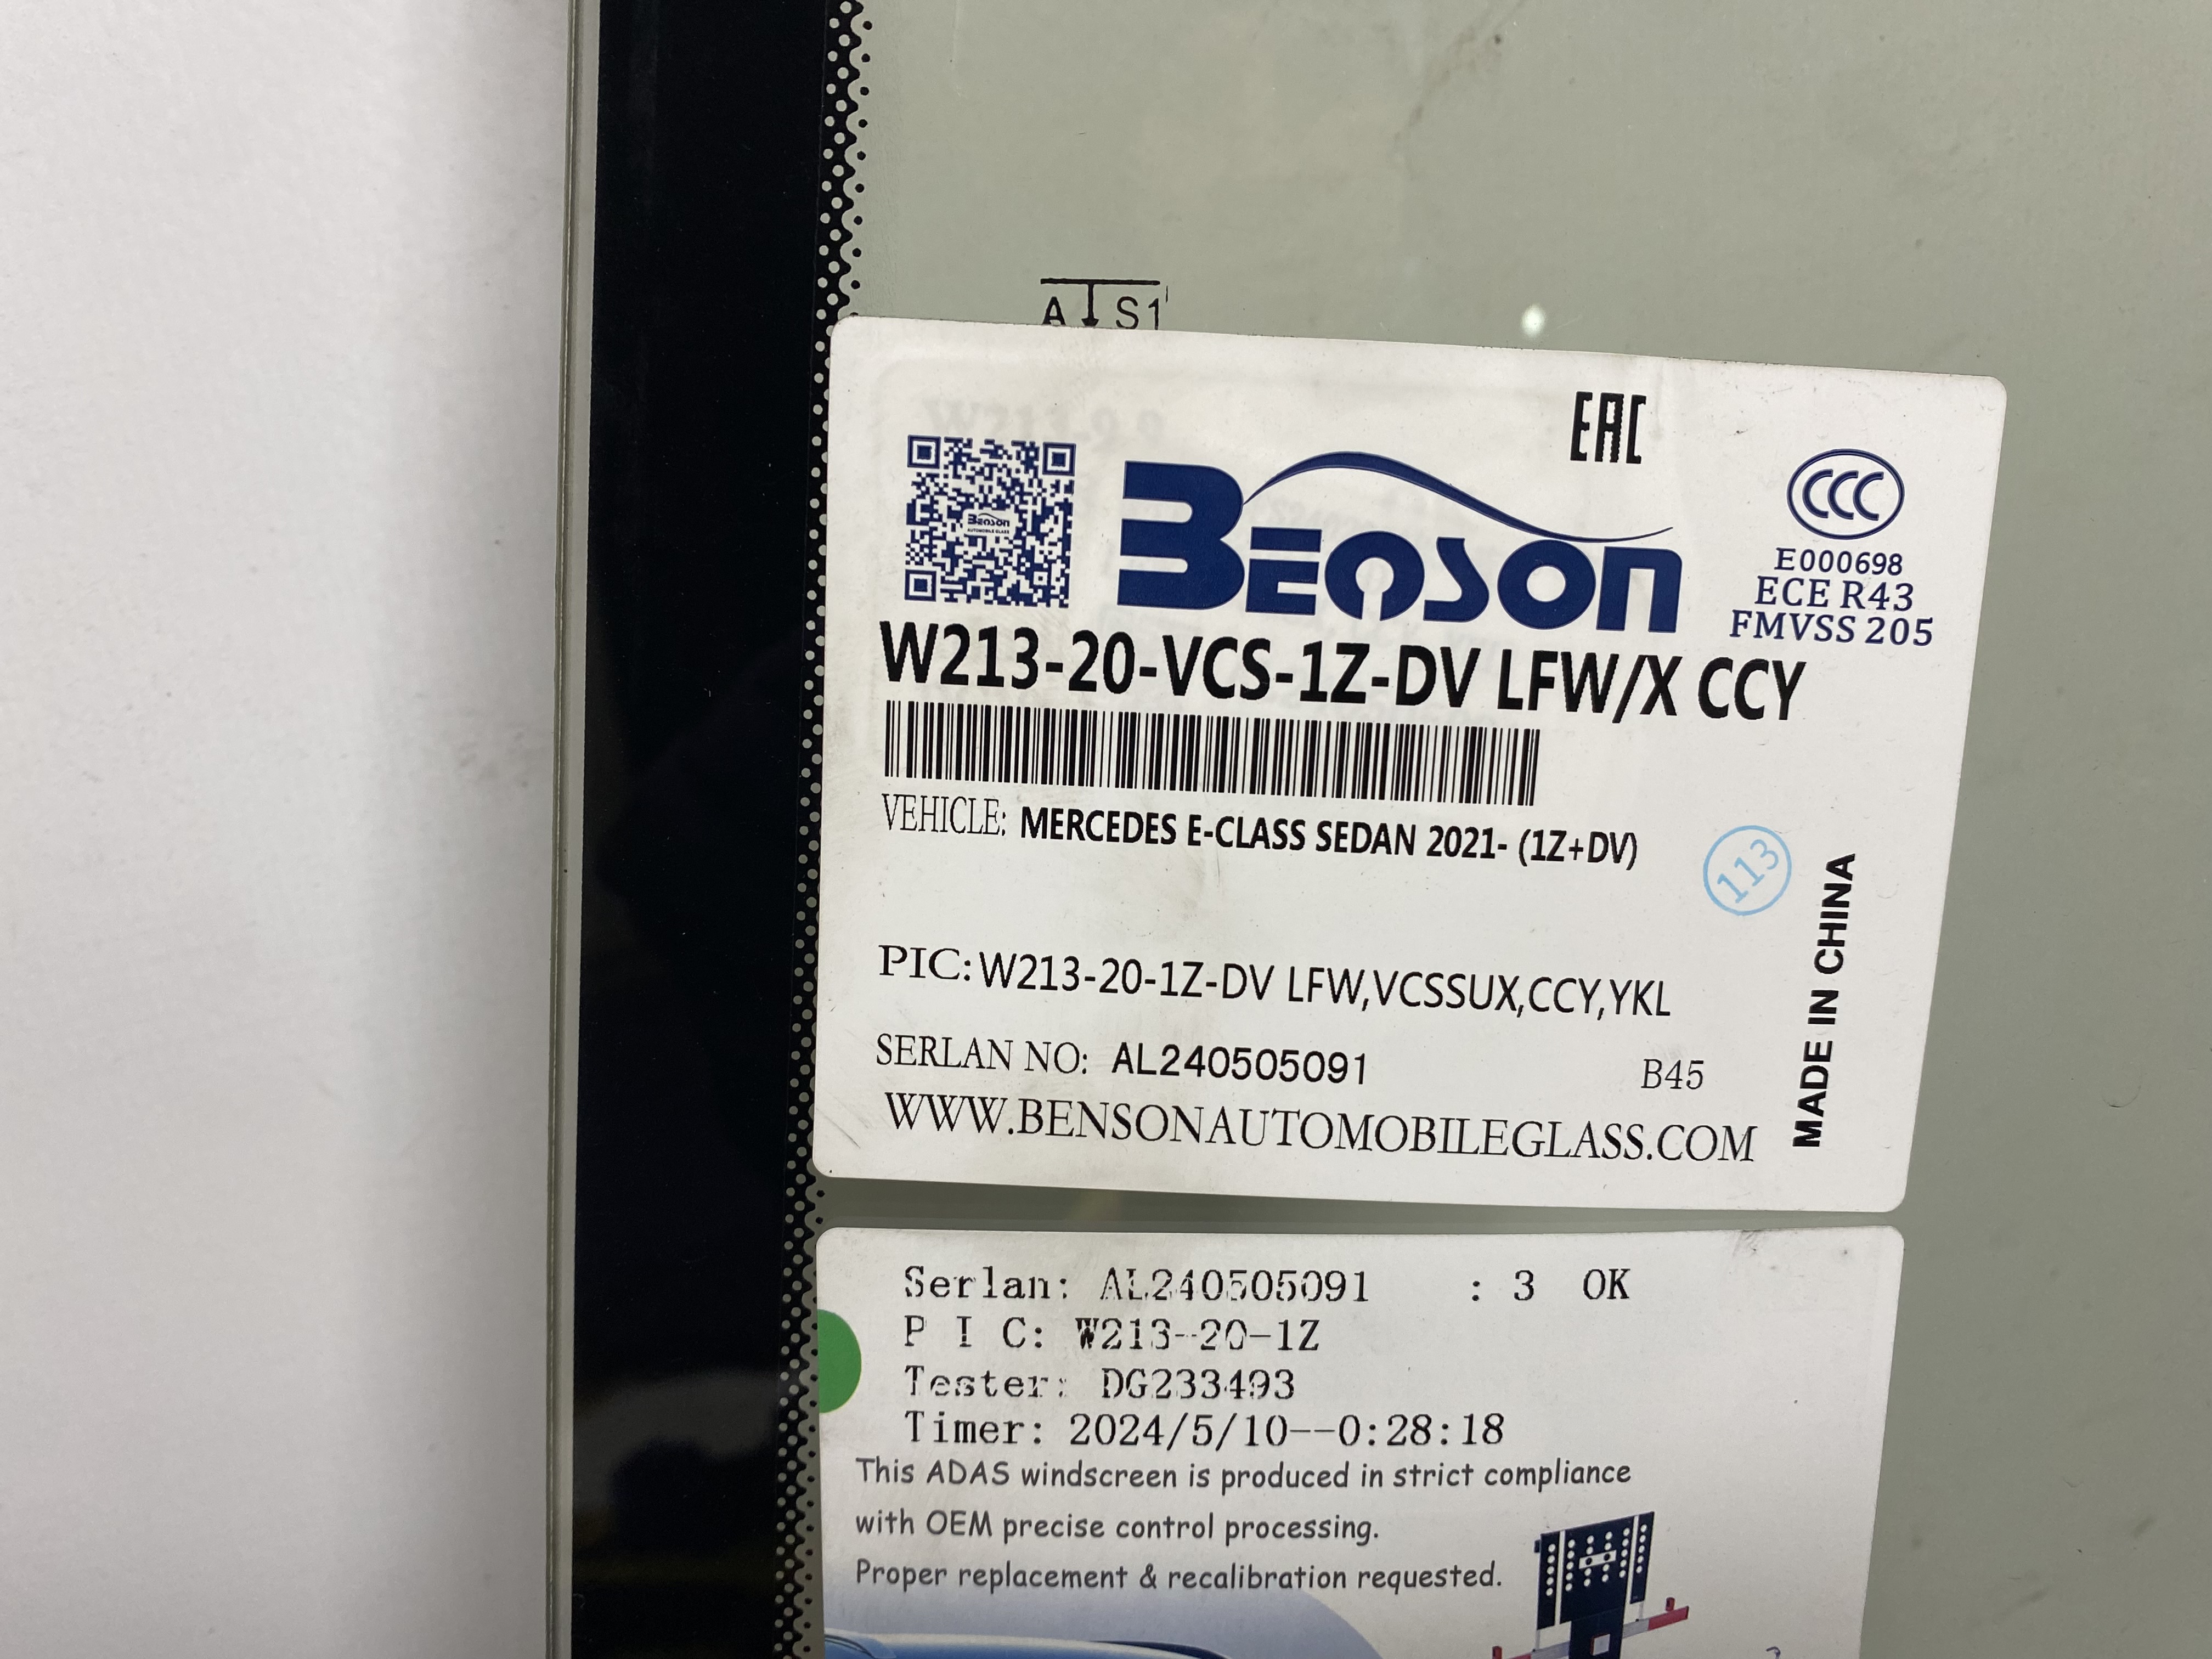 A S1
EAC
BENSON
CCC
E000698
ECE R43
FMVSS 205
W213-20-VCS-1Z-DV LFW/X CCY
VEHICLE: MERCEDES E-CLASS SEDAN 2021- (1Z+DV)
113
MADE IN CHINA
PIC:W213-20-1Z-DV LFW,VCSSUX,CCY,YKL
SERLAN NO: AL240505091 B45
WWW.BENSONAUTOMOBILEGLASS.COM
Serlan: AL240505091 : 3 OK
P I C: W213-20-1Z
Tester: DG233493
Timer: 2024/5/10--0:28:18
This ADAS windscreen is produced in strict compliance
with OEM precise control processing.
Proper replacement & recalibration requested.